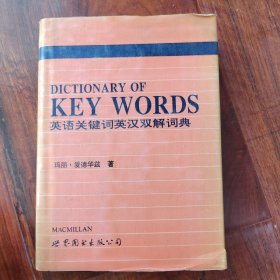 DICTIONARY OF
KEY WORDS
英语关键词英汉双解词典
玛丽·爱德华兹 著
MACMILLAN
世界图书出版公司